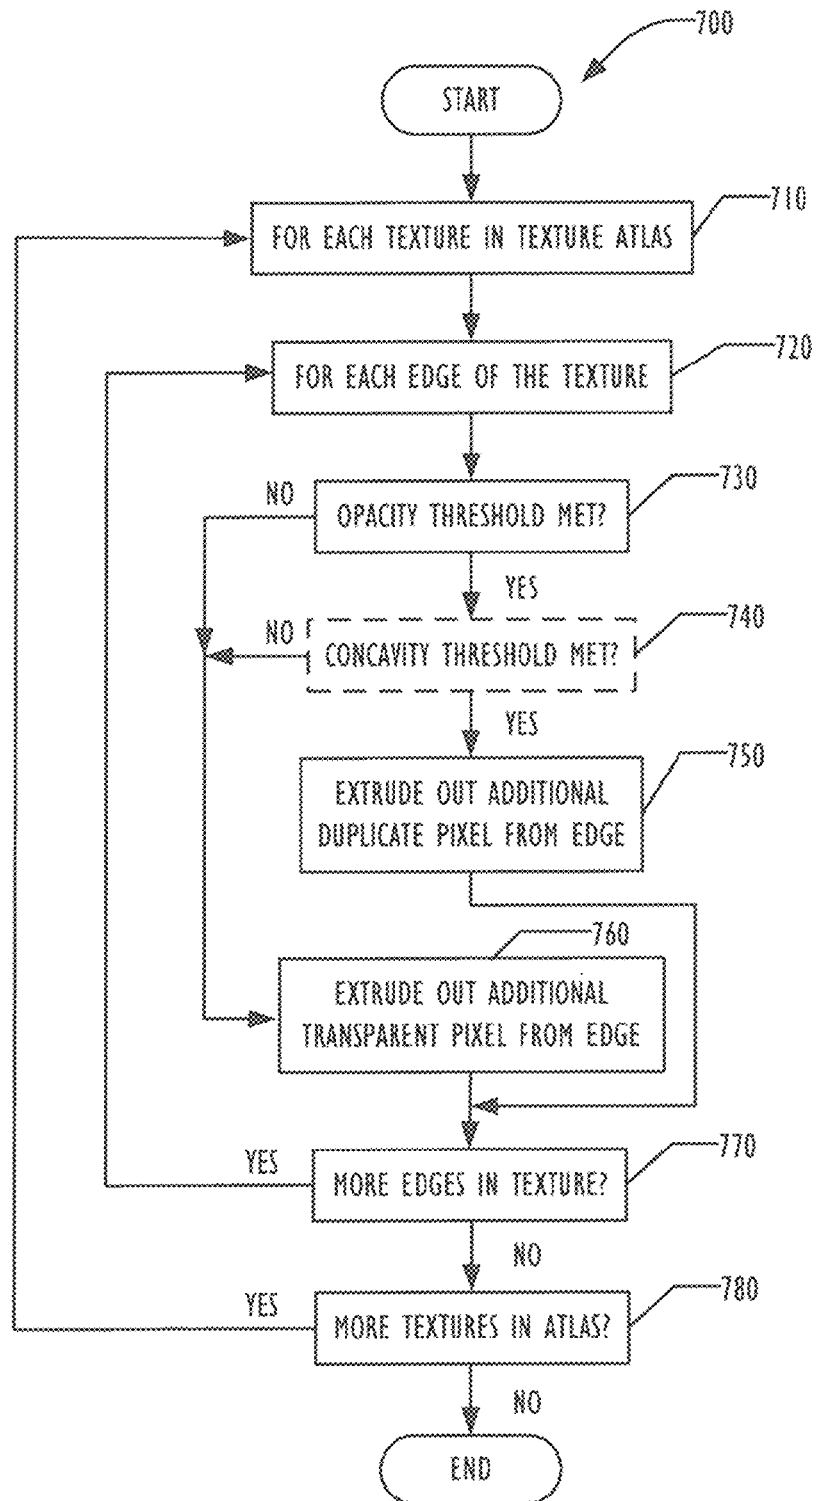 700
START
710
FOR EACH TEXTURE IN TEXTURE ATLAS
720
FOR EACH EDGE OF THE TEXTURE
730
NO
OPACITY THRESHOLD MET?
YES
740
NO
CONCAVITY THRESHOLD MET?
YES
750
EXTRUDE OUT ADDITIONAL
DUPLICATE PIXEL FROM EDGE
760
EXTRUDE OUT ADDITIONAL
TRANSPARENT PIXEL FROM EDGE
770
YES
MORE EDGES IN TEXTURE?
NO
780
YES
MORE TEXTURES IN ATLAS?
NO
END